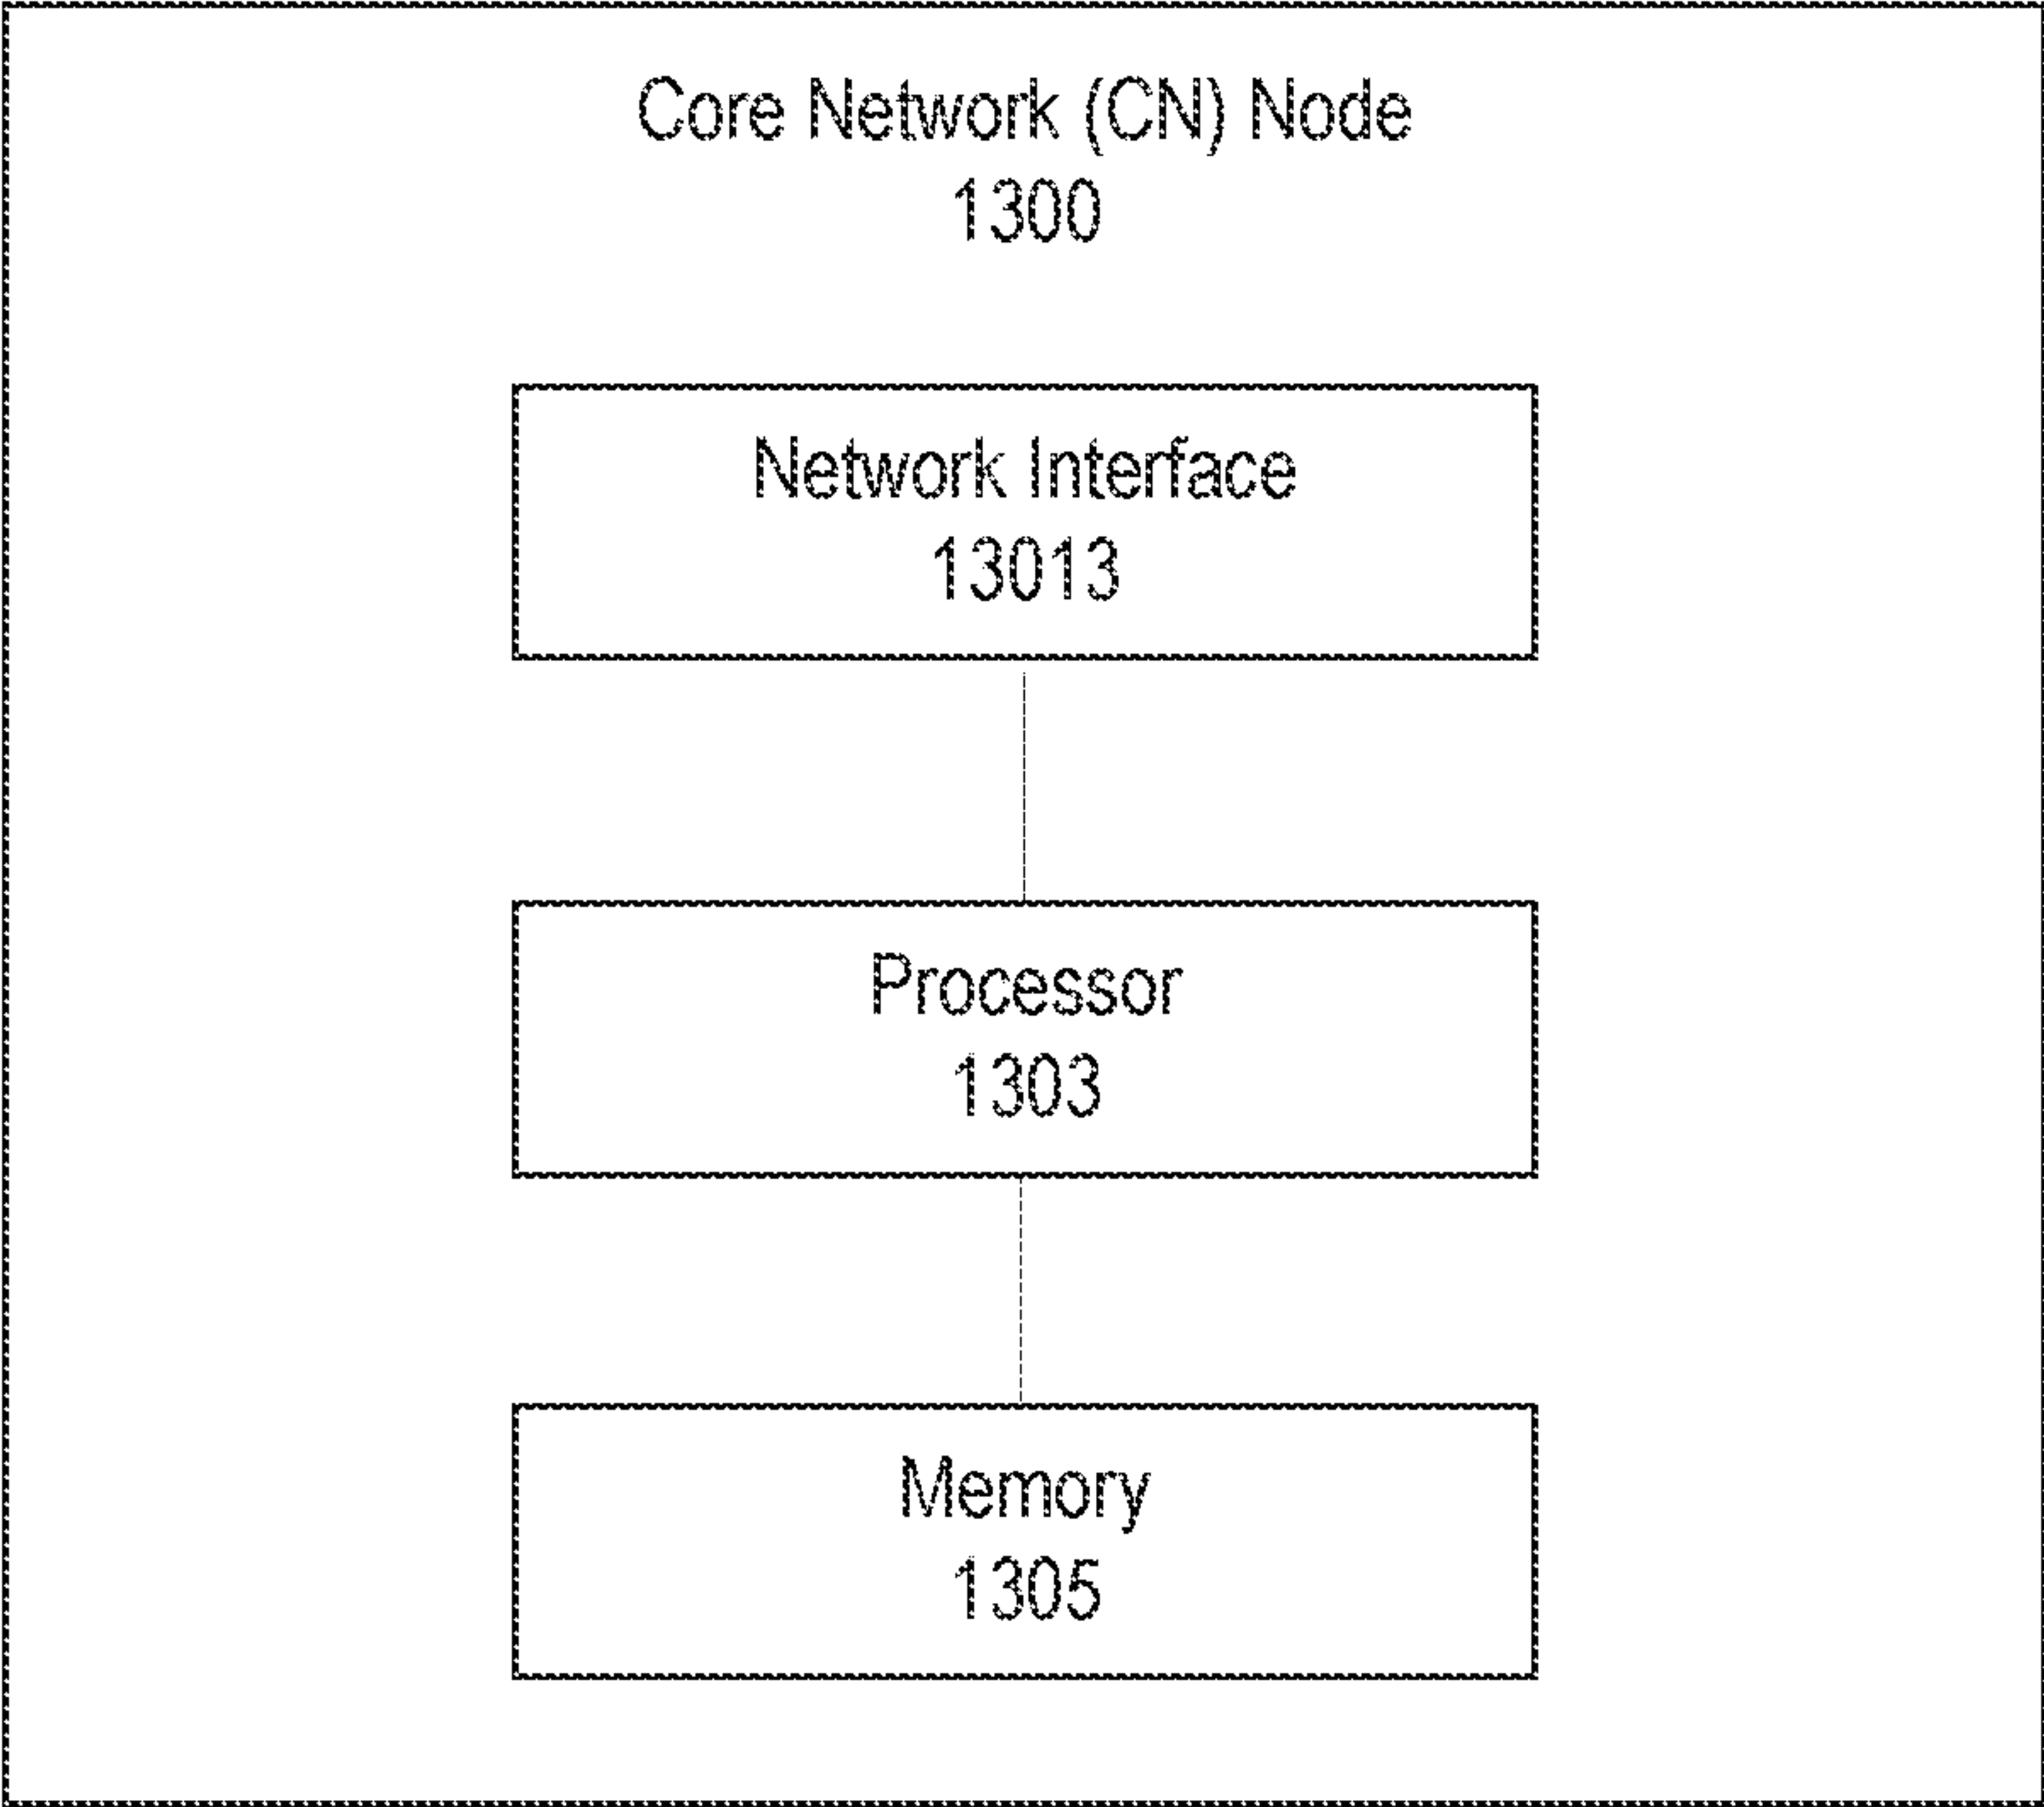 Core Network (CN) Node
1300
Network Interface
13013
Processor
1303
Memory
1305